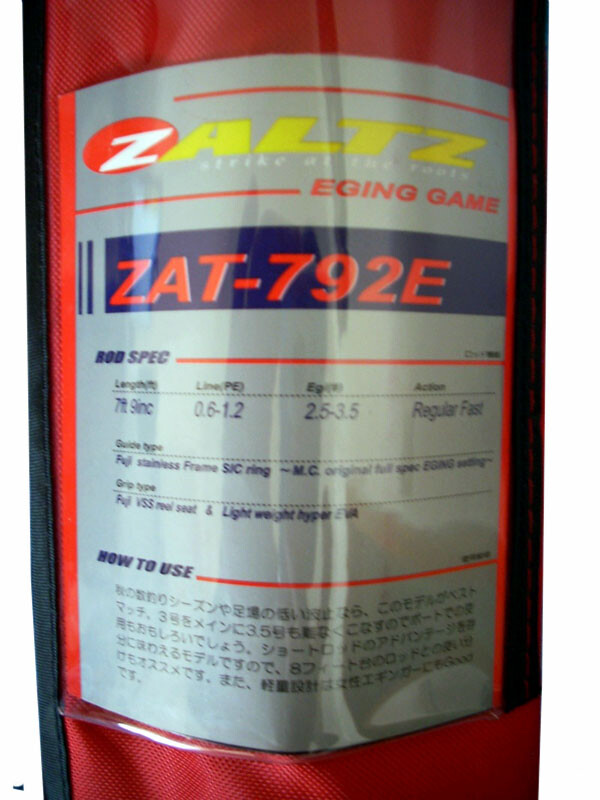 ZALTZ
strike at the roots
EGING GAME
ZAT-792E
ROD SPEC
Length(ft) Line(PE) Egi(#) Action
7ft 9inc 0.6-1.2 2.5-3.5 Regular Fast
Guide type
Fuji stainless Frame SiC ring ～M.C. original full spec EGING setting～
Grip type
Fuji VSS reel seat & Light weight hyper EVA
HOW TO USE
秋の数釣りシーズンや足場の低い波止なら、このモデルがベスト
マッチ。3号をメインに3.5号も難なくこなすのでボートでの使
用もおもしろいでしょう。ショートロッドのアドバンテージを存
分に味わえるモデルですので、8フィート台のロッドとの使い分
けもオススメです。また、軽量設計は女性エギンガーにもGood
です。